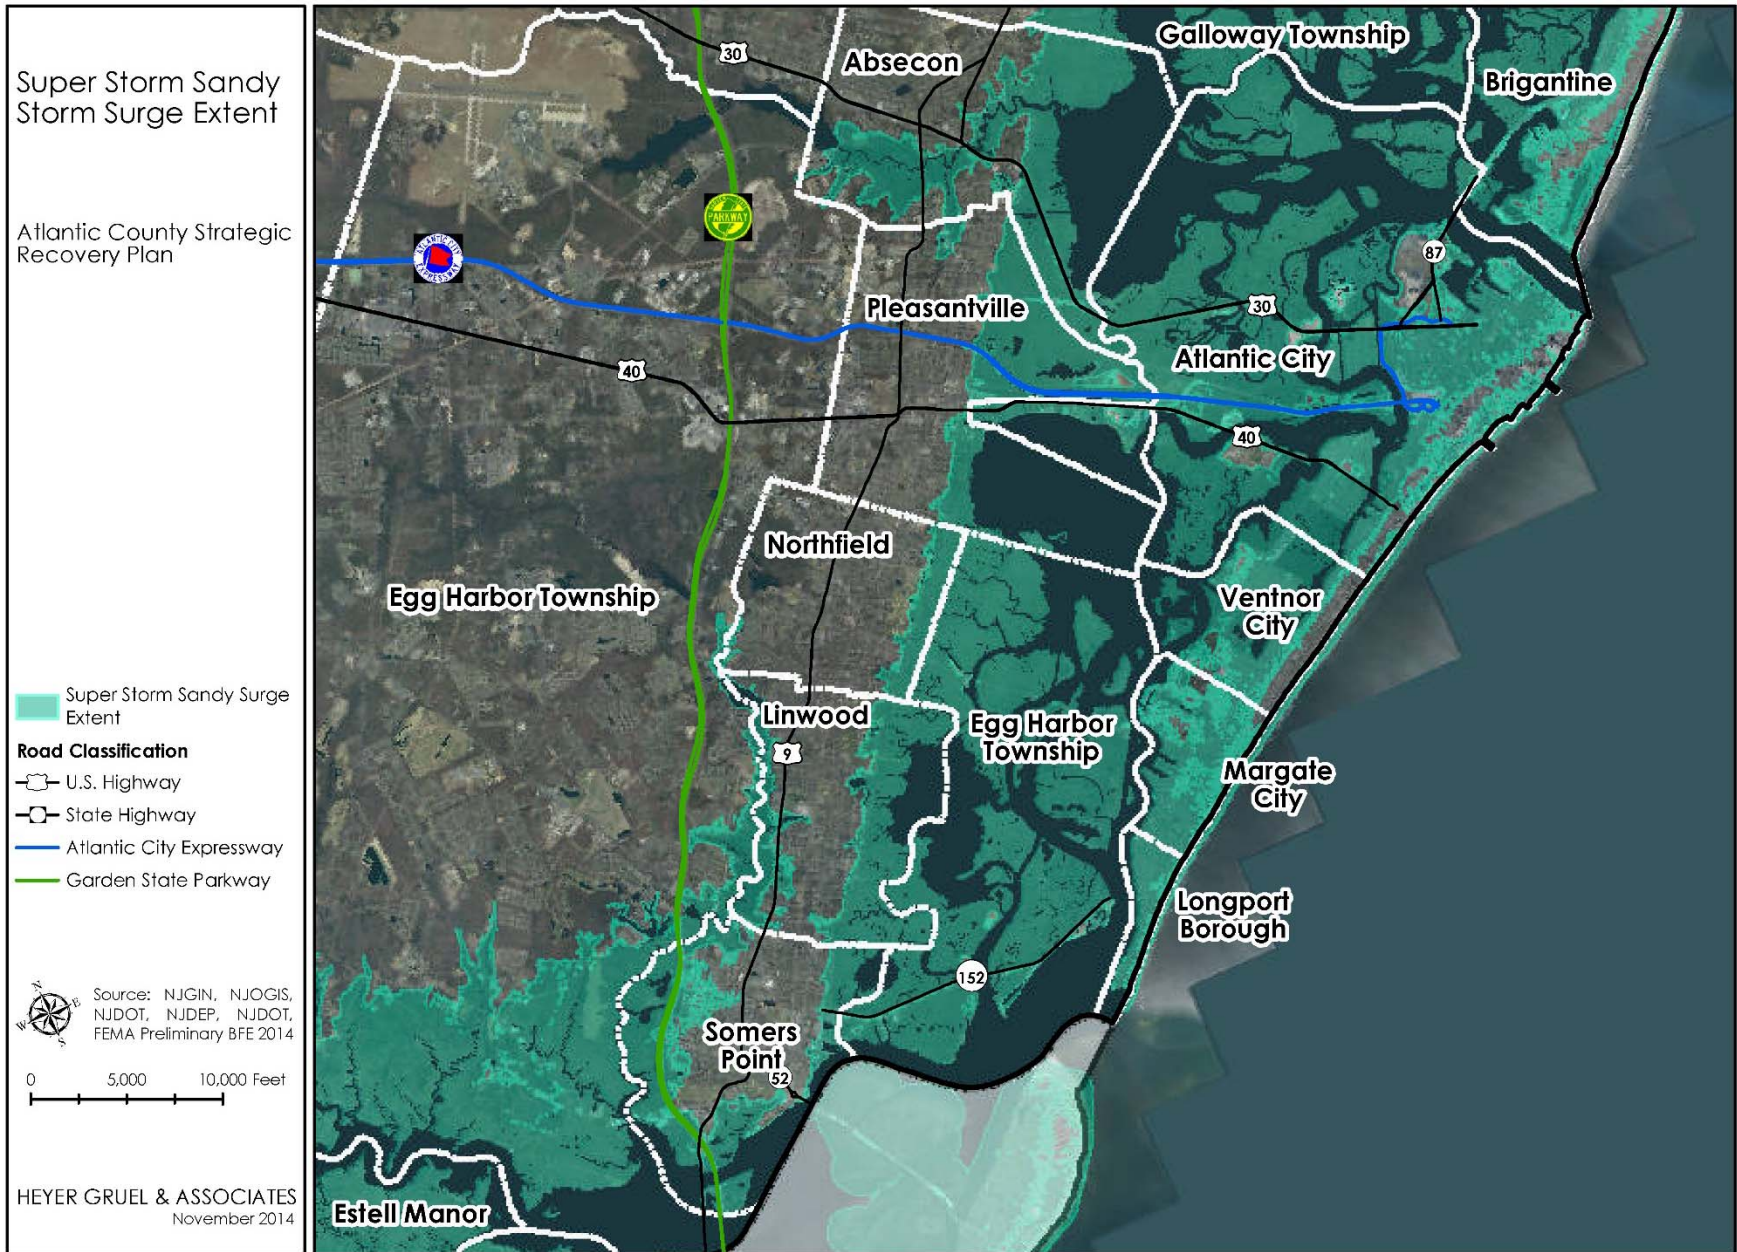 Super Storm Sandy
Storm Surge Extent
Atlantic County Strategic
Recovery Plan
Super Storm Sandy Surge
Extent
Road Classification
U.S. Highway
State Highway
Atlantic City Expressway
Garden State Parkway
N
E
W
S
Source: NJGIN, NJOGIS,
NJDOT, NJDEP, NJDOT,
FEMA Preliminary BFE 2014
0 5,000 10,000 Feet
HEYER GRUEL & ASSOCIATES
November 2014
30
Absecon
Galloway Township
Brigantine
PARKWAY
ATLANTIC CITY
EXPRESSWAY
87
Pleasantville
30
Atlantic City
40
40
Northfield
Egg Harbor Township
Ventnor
City
Linwood
9
Egg Harbor
Township
Margate
City
Longport
Borough
152
Somers
Point
52
Estell Manor